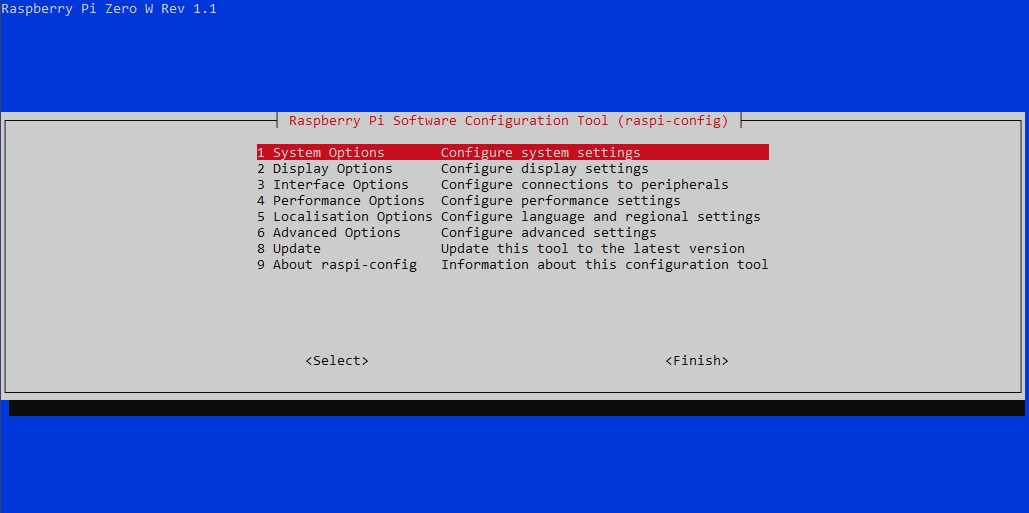 Raspberry Pi Zero W Rev 1.1
Raspberry Pi Software Configuration Tool (raspi-config)
1 System Options Configure system settings
2 Display Options Configure display settings
3 Interface Options Configure connections to peripherals
4 Performance Options Configure performance settings
5 Localisation Options Configure language and regional settings
6 Advanced Options Configure advanced settings
8 Update Update this tool to the latest version
9 About raspi-config Information about this configuration tool
<Select> <Finish>